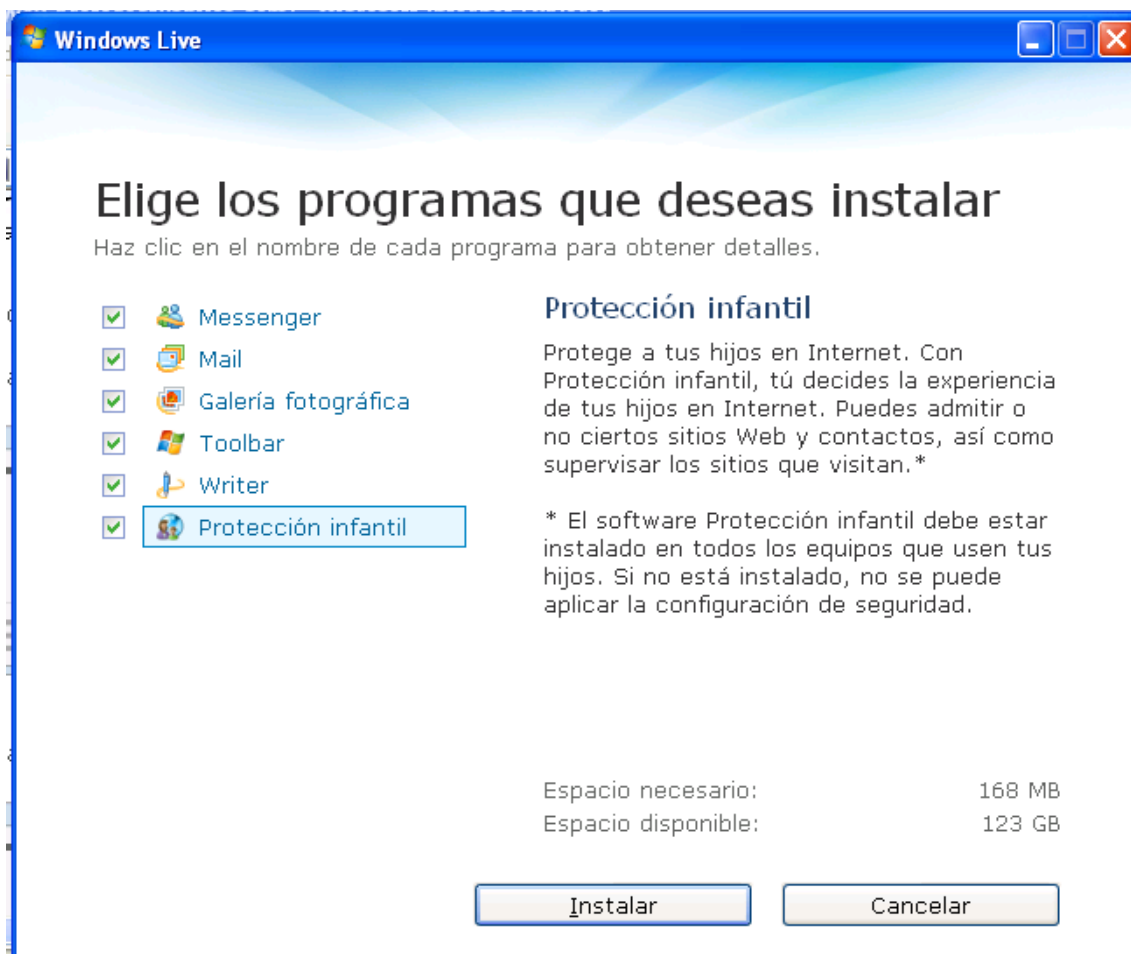 Windows Live
Elige los programas que deseas instalar
Haz clic en el nombre de cada programa para obtener detalles.
Messenger
Mail
Galería fotográfica
Toolbar
Writer
Protección infantil
Protección infantil
Protege a tus hijos en Internet. Con
Protección infantil, tú decides la experiencia
de tus hijos en Internet. Puedes admitir o
no ciertos sitios Web y contactos, así como
supervisar los sitios que visitan.*
* El software Protección infantil debe estar
instalado en todos los equipos que usen tus
hijos. Si no está instalado, no se puede
aplicar la configuración de seguridad.
Espacio necesario: 168 MB
Espacio disponible: 123 GB
Instalar Cancelar